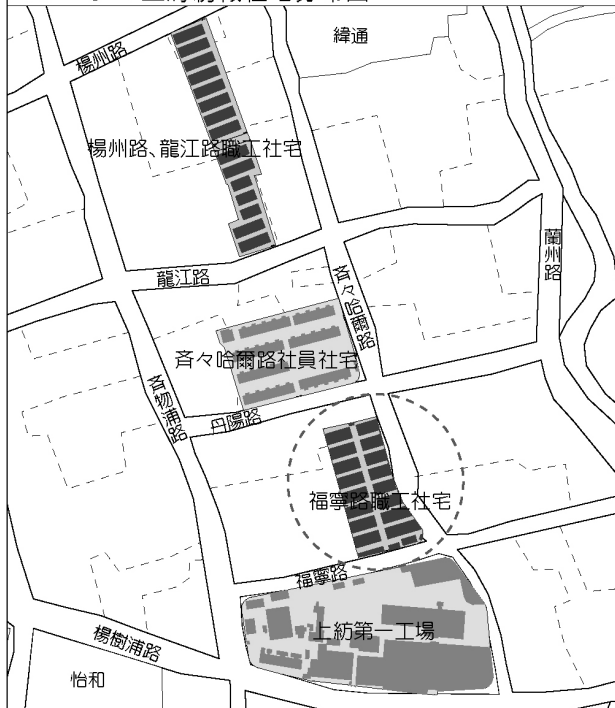 楊州路
緯通
楊州路、龍江路職工社宅
蘭州路
龍江路
斉々哈爾路
斉々哈爾路社員社宅
斉物浦路
丹陽路
福寧路職工社宅
福寧路
上紡第一工場
楊樹浦路
怡和